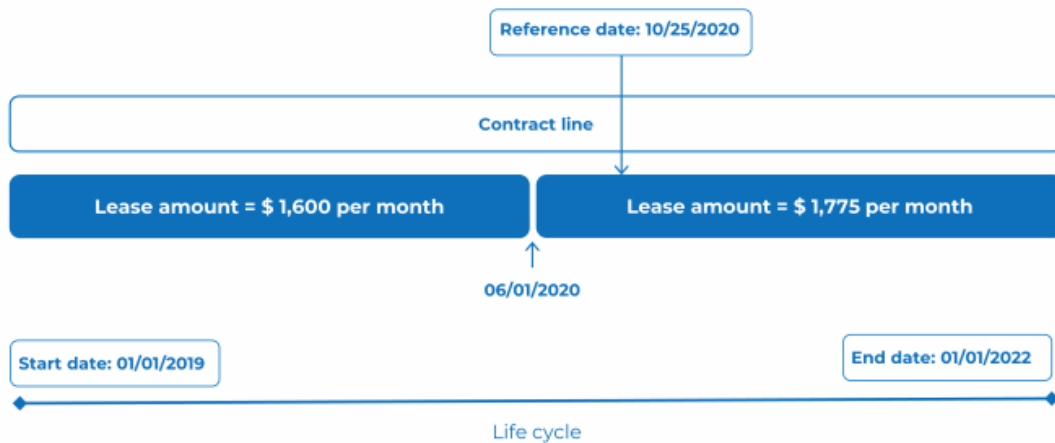 Reference date: 10/25/2020
Contract line
Lease amount = $ 1,600 per month
Lease amount = $ 1,775 per month
06/01/2020
Start date: 01/01/2019
End date: 01/01/2022
Life cycle